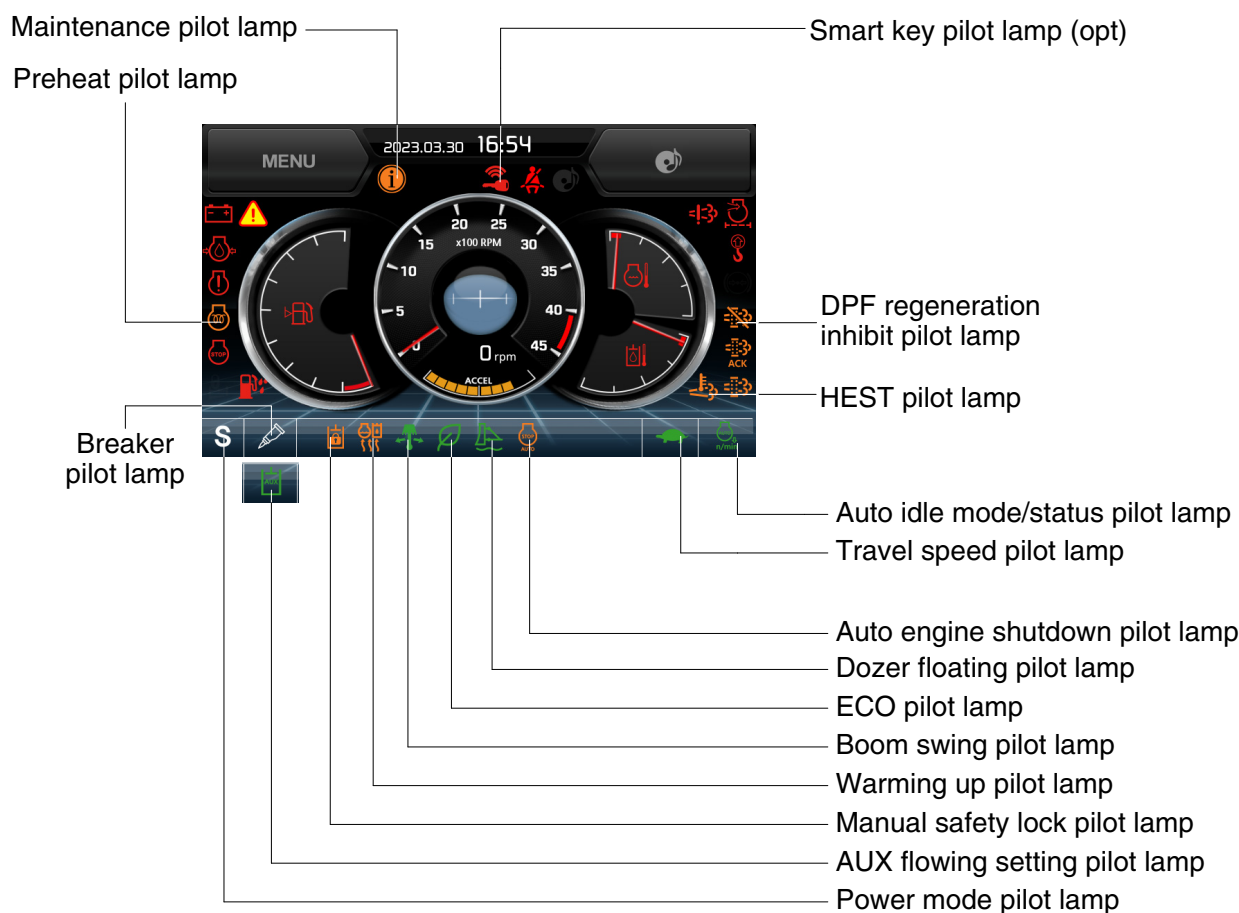 Maintenance pilot lamp
Smart key pilot lamp (opt)
Preheat pilot lamp
MENU
2023.03.30 16:54
20 25
15 x100 RPM 30
10 35
5 40
0 45
0 rpm
ACCEL
STOP
ACK
DPF regeneration
inhibit pilot lamp
HEST pilot lamp
Breaker
pilot lamp
S
STOP
AUTO
n/min
AUX
Auto idle mode/status pilot lamp
Travel speed pilot lamp
Auto engine shutdown pilot lamp
Dozer floating pilot lamp
ECO pilot lamp
Boom swing pilot lamp
Warming up pilot lamp
Manual safety lock pilot lamp
AUX flowing setting pilot lamp
Power mode pilot lamp